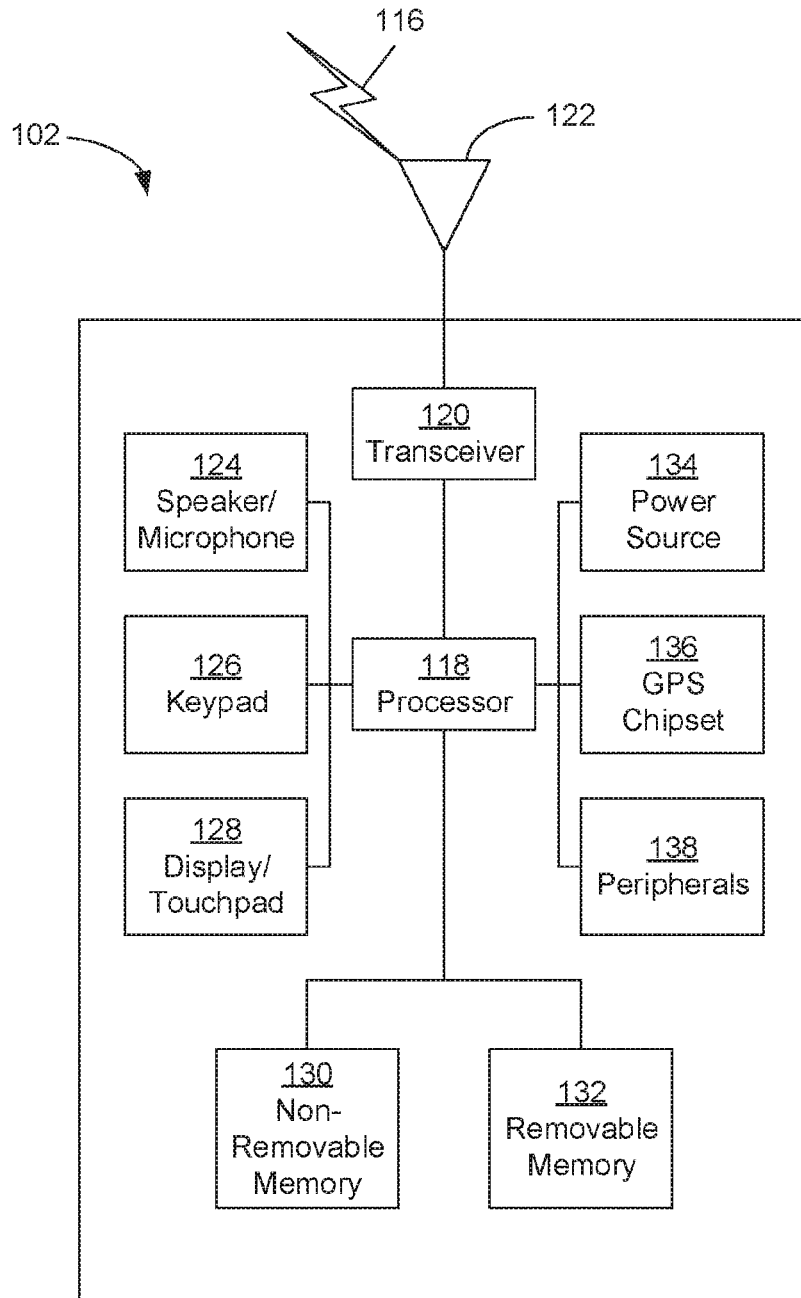 116
122
102
120
Transceiver
124
Speaker/
Microphone
134
Power
Source
126
Keypad
118
Processor
136
GPS
Chipset
128
Display/
Touchpad
138
Peripherals
130
Non-
Removable
Memory
132
Removable
Memory